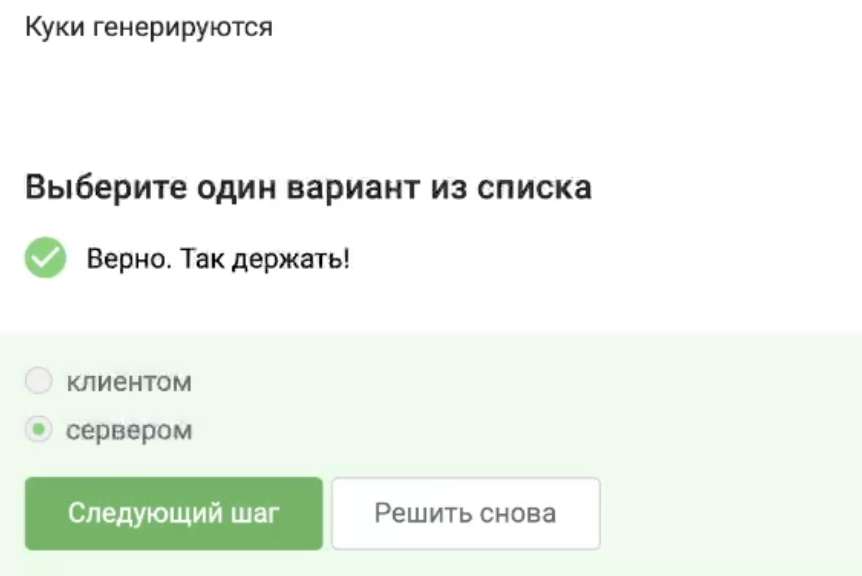 Куки генерируются
Выберите один вариант из списка
Верно. Так держать!
клиентом
сервером
Следующий шаг
Решить снова